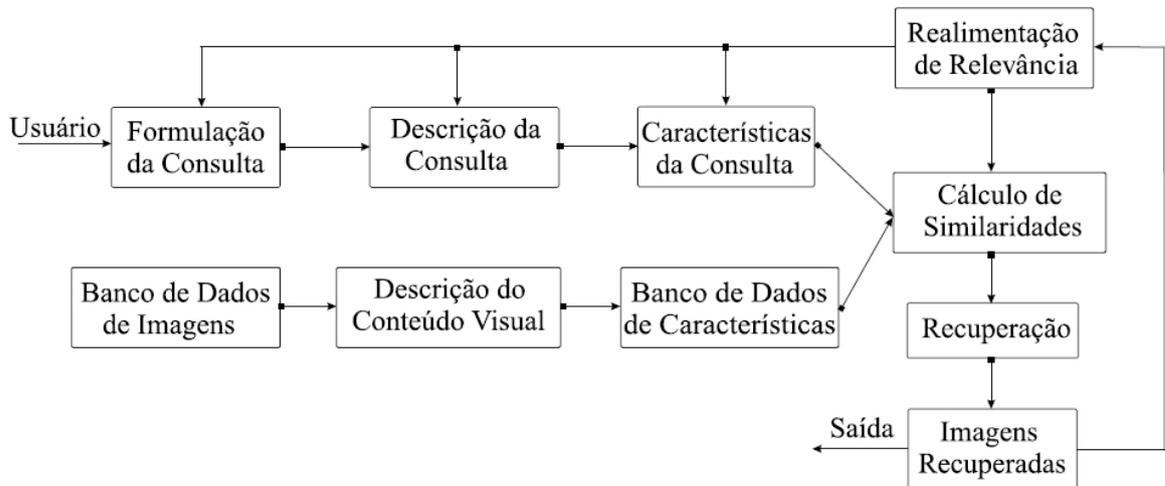 Realimentação
de Relevância
Usuário
Formulação
da Consulta
Descrição da
Consulta
Características
da Consulta
Cálculo de
Similaridades
Banco de Dados
de Imagens
Descrição do
Conteúdo Visual
Banco de Dados
de Características
Recuperação
Saída
Imagens
Recuperadas